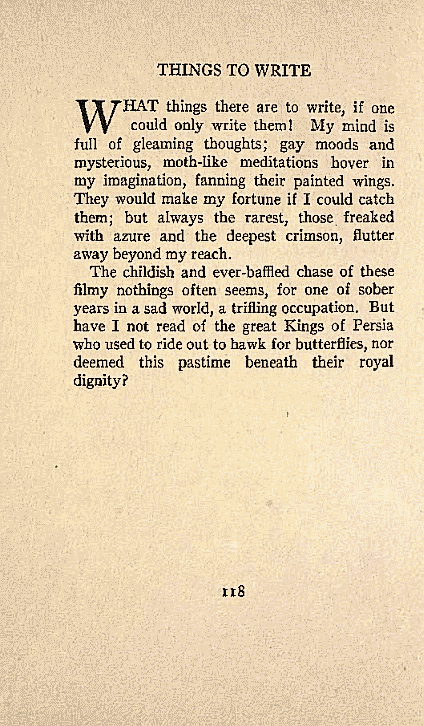 THINGS TO WRITE
WHAT things there are to write, if one
could only write them! My mind is
full of gleaming thoughts; gay moods and
mysterious, moth-like meditations hover in
my imagination, fanning their painted wings.
They would make my fortune if I could catch
them; but always the rarest, those freaked
with azure and the deepest crimson, flutter
away beyond my reach.
The childish and ever-baffled chase of these
filmy nothings often seems, for one of sober
years in a sad world, a trifling occupation. But
have I not read of the great Kings of Persia
who used to ride out to hawk for butterflies, nor
deemed this pastime beneath their royal
dignity?
118